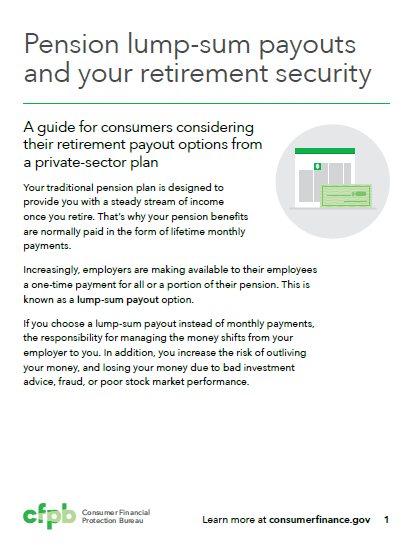 Pension lump-sum payouts
and your retirement security
A guide for consumers considering
their retirement payout options from
a private-sector plan
Your traditional pension plan is designed to
provide you with a steady stream of income
once you retire. That’s why your pension benefits
are normally paid in the form of lifetime monthly
payments.
Increasingly, employers are making available to their employees
a one-time payment for all or a portion of their pension. This is
known as a lump-sum payout option.
If you choose a lump-sum payout instead of monthly payments,
the responsibility for managing the money shifts from your
employer to you. In addition, you increase the risk of outliving
your money, and losing your money due to bad investment
advice, fraud, or poor stock market performance.
cfpb Consumer Financial
Protection Bureau
Learn more at consumerfinance.gov 1